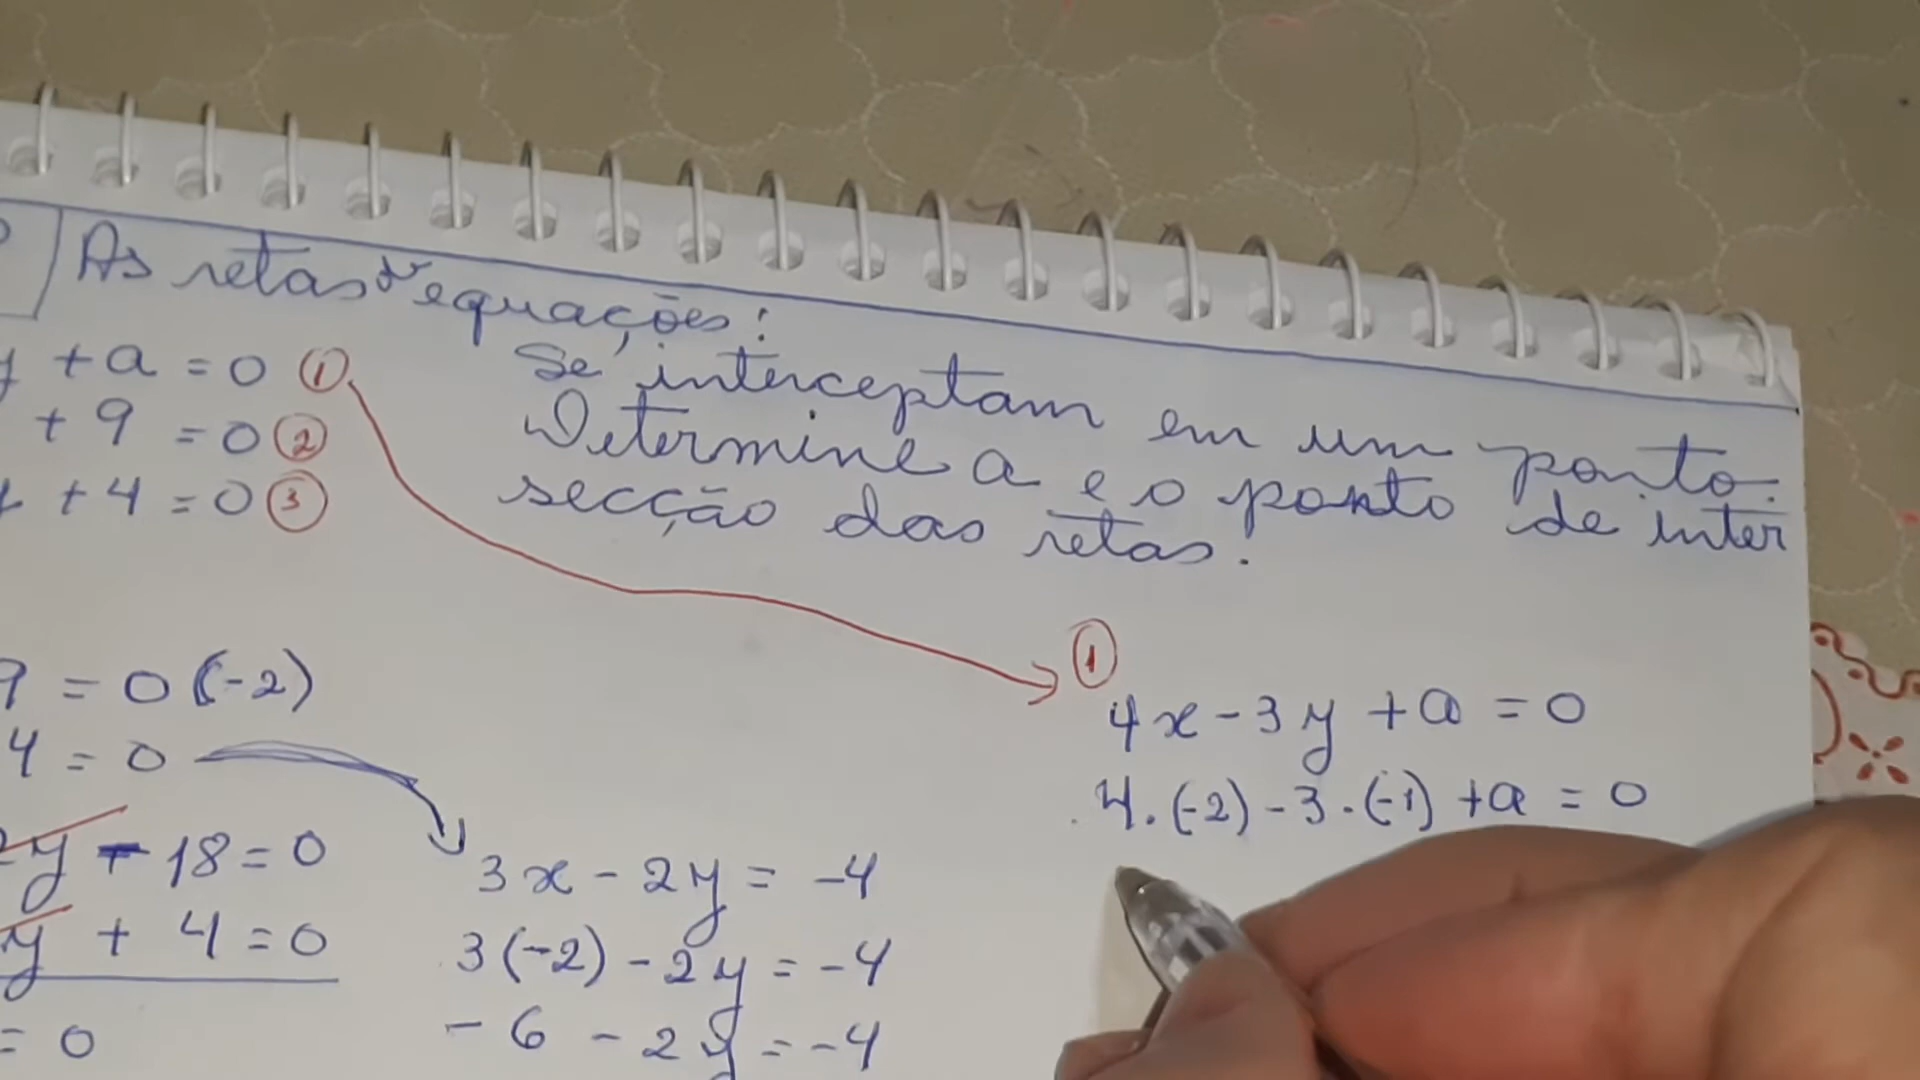 As retas de equações:
y + a = 0 ①
+ 9 = 0 ②
y + 4 = 0 ③
Se interceptam em um ponto.
Determine a e o ponto de inter
secção das retas.
9 = 0 (-2)
4 = 0
2y - 18 = 0
y + 4 = 0
= 0
3x - 2y = -4
3(-2) - 2y = -4
- 6 - 2y = -4
①
4x - 3y + a = 0
4.(-2) - 3.(-1) + a = 0